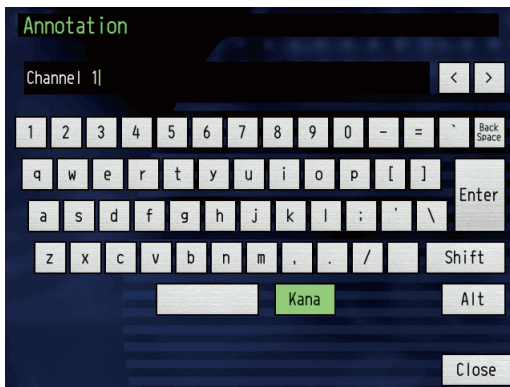 Annotation
Channel 1
< >
1 2 3 4 5 6 7 8 9 0 - = ` Back Space
q w e r t y u i o p [ ] Enter
a s d f g h j k l ; ' \
z x c v b n m , . / Shift
Kana Alt
Close